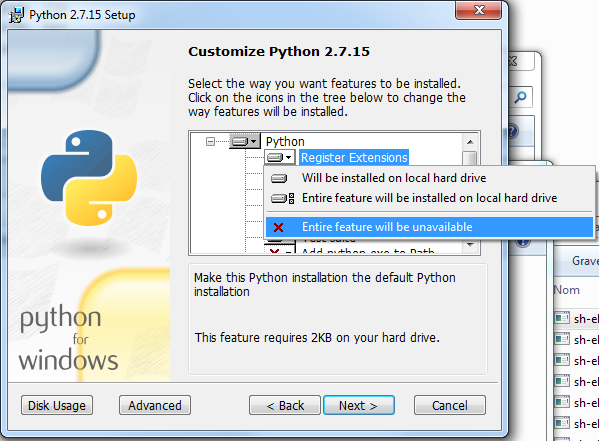 Python 2.7.15 Setup
Customize Python 2.7.15
Select the way you want features to be installed.
Click on the icons in the tree below to change the
way features will be installed.
Python
Register Extensions
Will be installed on local hard drive
Entire feature will be installed on local hard drive
Entire feature will be unavailable
Test suite
Add python.exe to Path
Make this Python installation the default Python
installation
This feature requires 2KB on your hard drive.
python
for
windows
Disk Usage
Advanced
< Back
Next >
Cancel
Grave
Nom
sh-el
sh-el
sh-el
sh-el
sh-el
sh-el